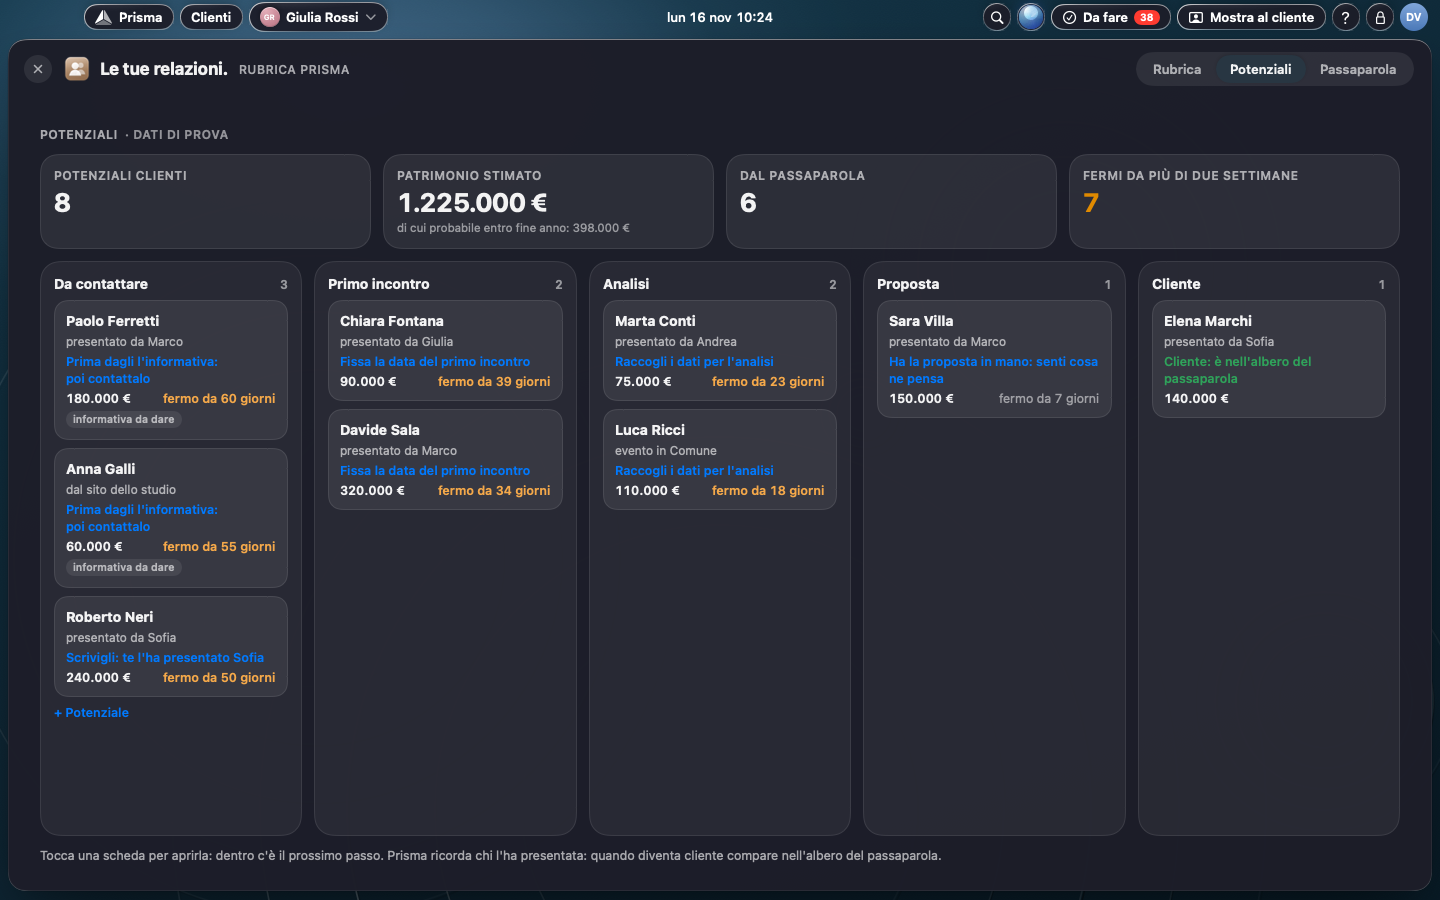 Prisma
Clienti
GR Giulia Rossi
lun 16 nov 10:24
Da fare 38
Mostra al cliente
?
DV
Le tue relazioni. RUBRICA PRISMA
Rubrica
Potenziali
Passaparola
POTENZIALI · DATI DI PROVA
POTENZIALI CLIENTI
8
PATRIMONIO STIMATO
1.225.000 €
di cui probabile entro fine anno: 398.000 €
DAL PASSAPAROLA
6
FERMI DA PIÙ DI DUE SETTIMANE
7
Da contattare 3
Paolo Ferretti
presentato da Marco
Prima dagli l'informativa:
poi contattalo
180.000 € fermo da 60 giorni
informativa da dare
Anna Galli
dal sito dello studio
Prima dagli l'informativa:
poi contattalo
60.000 € fermo da 55 giorni
informativa da dare
Roberto Neri
presentato da Sofia
Scrivigli: te l'ha presentato Sofia
240.000 € fermo da 50 giorni
+ Potenziale
Primo incontro 2
Chiara Fontana
presentato da Giulia
Fissa la data del primo incontro
90.000 € fermo da 39 giorni
Davide Sala
presentato da Marco
Fissa la data del primo incontro
320.000 € fermo da 34 giorni
Analisi 2
Marta Conti
presentato da Andrea
Raccogli i dati per l'analisi
75.000 € fermo da 23 giorni
Luca Ricci
evento in Comune
Raccogli i dati per l'analisi
110.000 € fermo da 18 giorni
Proposta 1
Sara Villa
presentato da Marco
Ha la proposta in mano: senti cosa
ne pensa
150.000 € fermo da 7 giorni
Cliente 1
Elena Marchi
presentato da Sofia
Cliente: è nell'albero del
passaparola
140.000 €
Tocca una scheda per aprirla: dentro c'è il prossimo passo. Prisma ricorda chi l'ha presentata: quando diventa cliente compare nell'albero del passaparola.